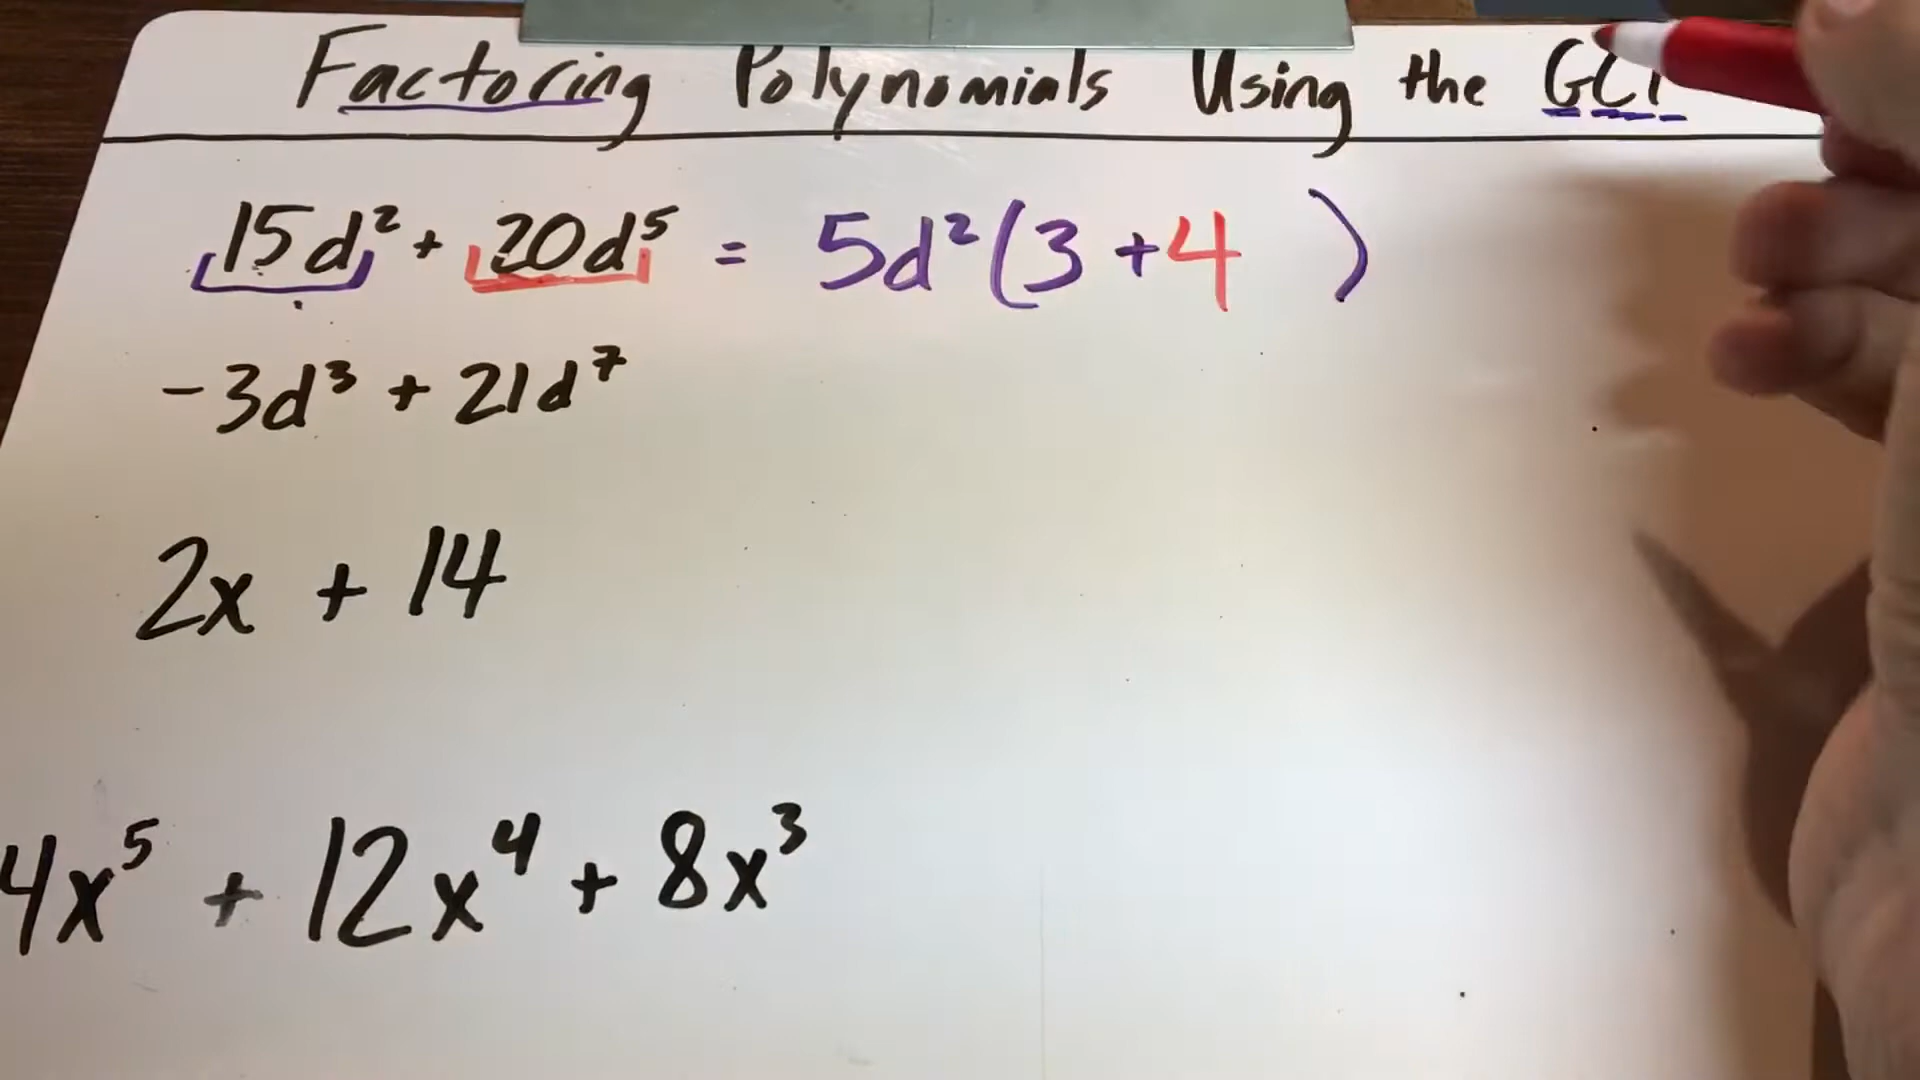 Factoring Polynomials Using the GCF
15d² + 20d⁵ = 5d²(3 + 4 )
-3d³ + 21d⁷
2x + 14
4x⁵ + 12x⁴ + 8x³